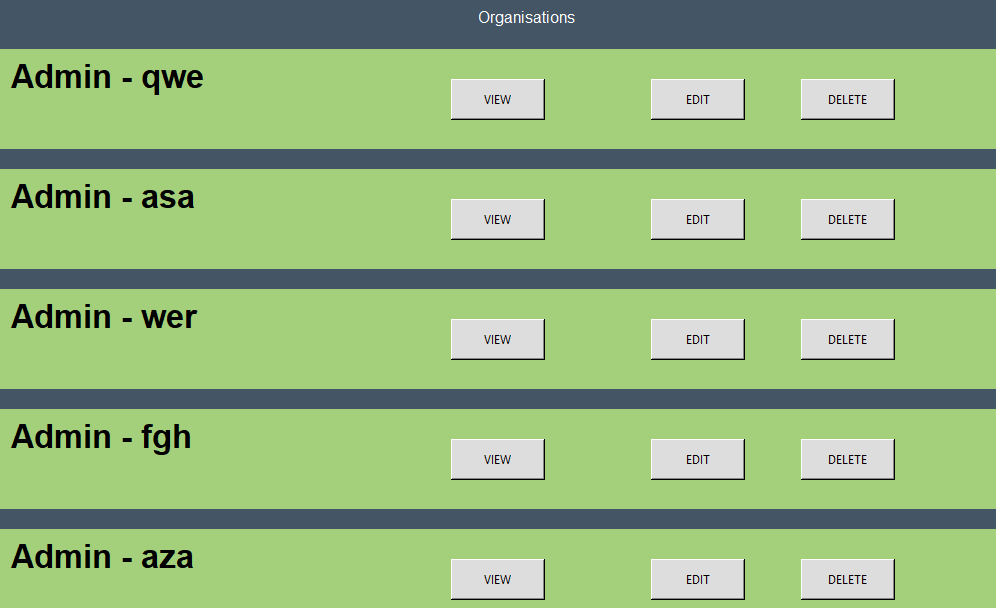 Organisations
Admin - qwe
VIEW EDIT DELETE
Admin - asa
VIEW EDIT DELETE
Admin - wer
VIEW EDIT DELETE
Admin - fgh
VIEW EDIT DELETE
Admin - aza
VIEW EDIT DELETE